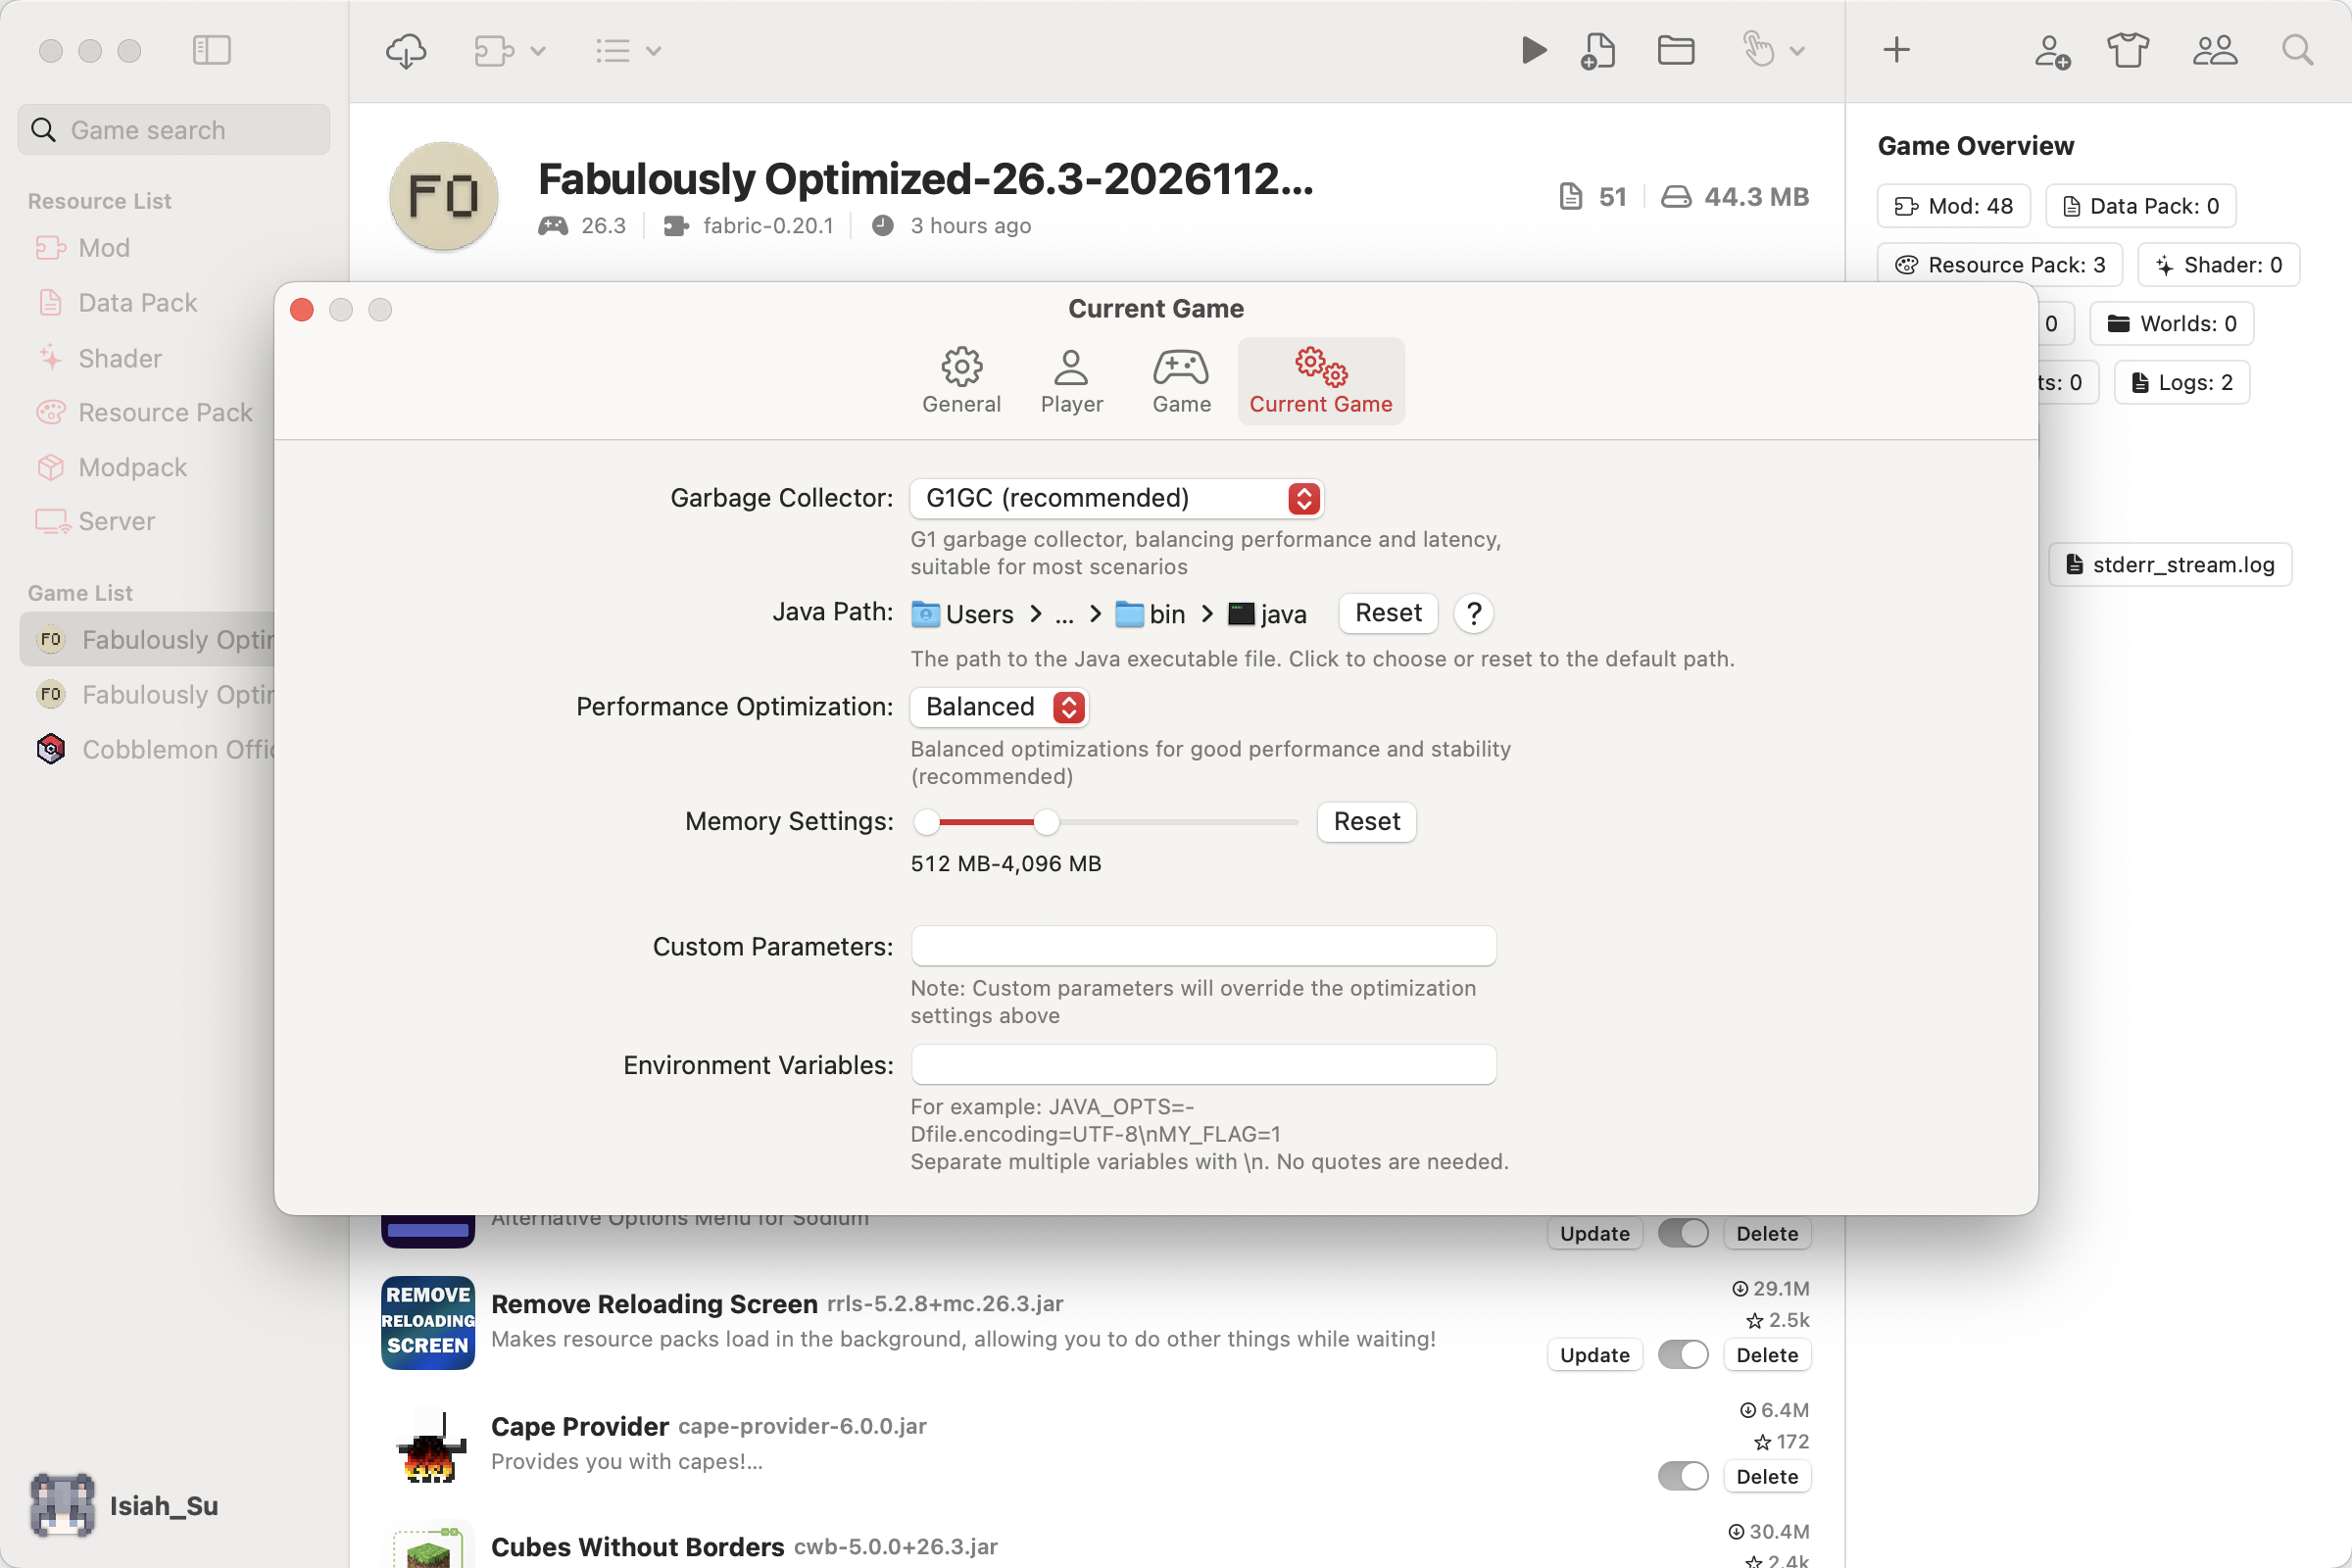 Game search
Resource List
Mod
Data Pack
Shader
Resource Pack
Modpack
Server
Game List
Fabulously Optin
Fabulously Optin
Cobblemon Offic
Isiah_Su
FO
Fabulously Optimized-26.3-2026112...
26.3
fabric-0.20.1
3 hours ago
51
44.3 MB
Game Overview
Mod: 48
Data Pack: 0
Resource Pack: 3
Shader: 0
0
Worlds: 0
ts: 0
Logs: 2
stderr_stream.log
Current Game
General
Player
Game
Current Game
Garbage Collector:
G1GC (recommended)
G1 garbage collector, balancing performance and latency,
suitable for most scenarios
Java Path:
Users > ... > bin > java
Reset
?
The path to the Java executable file. Click to choose or reset to the default path.
Performance Optimization:
Balanced
Balanced optimizations for good performance and stability
(recommended)
Memory Settings:
Reset
512 MB-4,096 MB
Custom Parameters:
Note: Custom parameters will override the optimization
settings above
Environment Variables:
For example: JAVA_OPTS=-
Dfile.encoding=UTF-8\nMY_FLAG=1
Separate multiple variables with \n. No quotes are needed.
Alternative Options Menu for Sodium
Update
Delete
REMOVE
RELOADING
SCREEN
Remove Reloading Screen rrls-5.2.8+mc.26.3.jar
Makes resource packs load in the background, allowing you to do other things while waiting!
29.1M
2.5k
Update
Delete
Cape Provider cape-provider-6.0.0.jar
Provides you with capes!...
6.4M
172
Delete
Cubes Without Borders cwb-5.0.0+26.3.jar
30.4M
2.4k